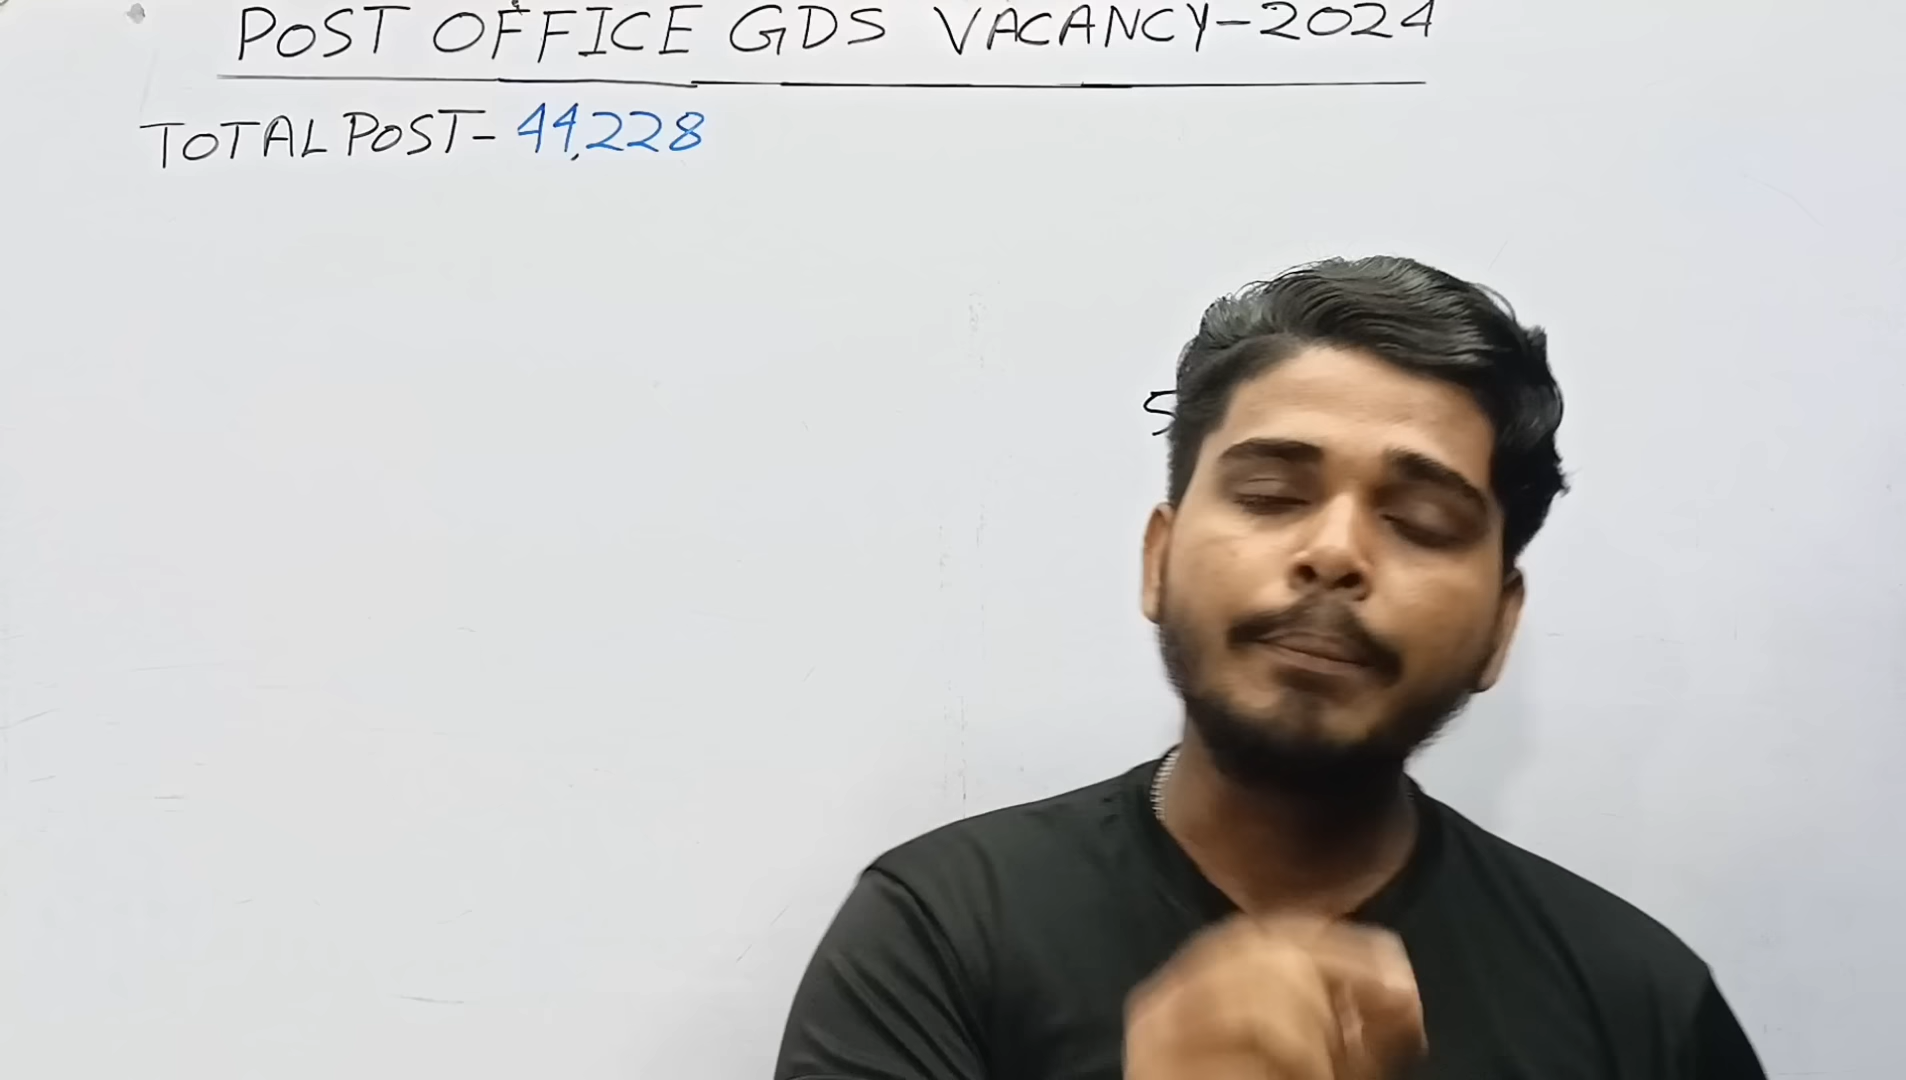 POST OFFICE GDS VACANCY-2024
TOTAL POST- 44,228